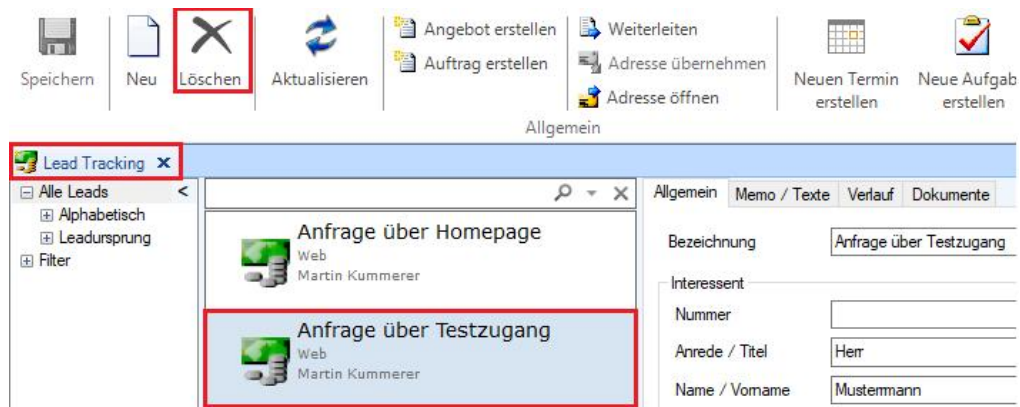 Speichern
Neu
Löschen
Aktualisieren
Angebot erstellen
Auftrag erstellen
Weiterleiten
Adresse übernehmen
Adresse öffnen
Neuen Termin
erstellen
Neue Aufgab
erstellen
Allgemein
Lead Tracking
Alle Leads <
Alphabetisch
Leadursprung
Filter
Anfrage über Homepage
Web
Martin Kummerer
Anfrage über Testzugang
Web
Martin Kummerer
Allgemein Memo / Texte Verlauf Dokumente
Bezeichnung Anfrage über Testzugang
Interessent
Nummer
Anrede / Titel Herr
Name / Vorname Mustermann